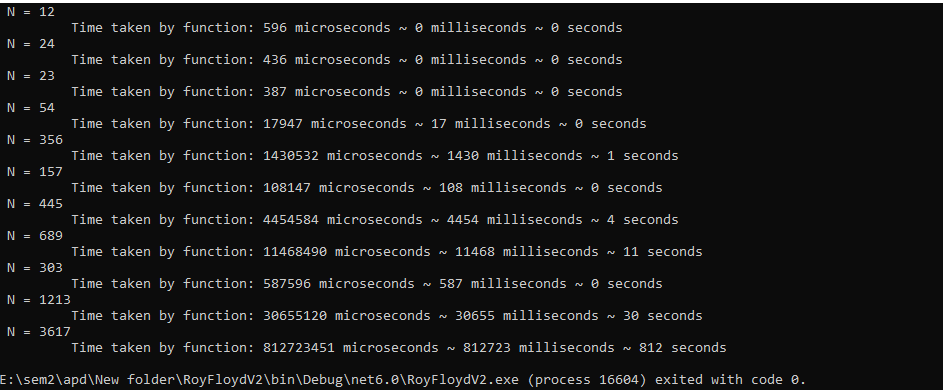 N = 12
Time taken by function: 596 microseconds ~ 0 milliseconds ~ 0 seconds
N = 24
Time taken by function: 436 microseconds ~ 0 milliseconds ~ 0 seconds
N = 23
Time taken by function: 387 microseconds ~ 0 milliseconds ~ 0 seconds
N = 54
Time taken by function: 17947 microseconds ~ 17 milliseconds ~ 0 seconds
N = 356
Time taken by function: 1430532 microseconds ~ 1430 milliseconds ~ 1 seconds
N = 157
Time taken by function: 108147 microseconds ~ 108 milliseconds ~ 0 seconds
N = 445
Time taken by function: 4454584 microseconds ~ 4454 milliseconds ~ 4 seconds
N = 689
Time taken by function: 11468490 microseconds ~ 11468 milliseconds ~ 11 seconds
N = 303
Time taken by function: 587596 microseconds ~ 587 milliseconds ~ 0 seconds
N = 1213
Time taken by function: 30655120 microseconds ~ 30655 milliseconds ~ 30 seconds
N = 3617
Time taken by function: 812723451 microseconds ~ 812723 milliseconds ~ 812 seconds
E:\sem2\apd\New folder\RoyFloydV2\bin\Debug\net6.0\RoyFloydV2.exe (process 16604) exited with code 0.